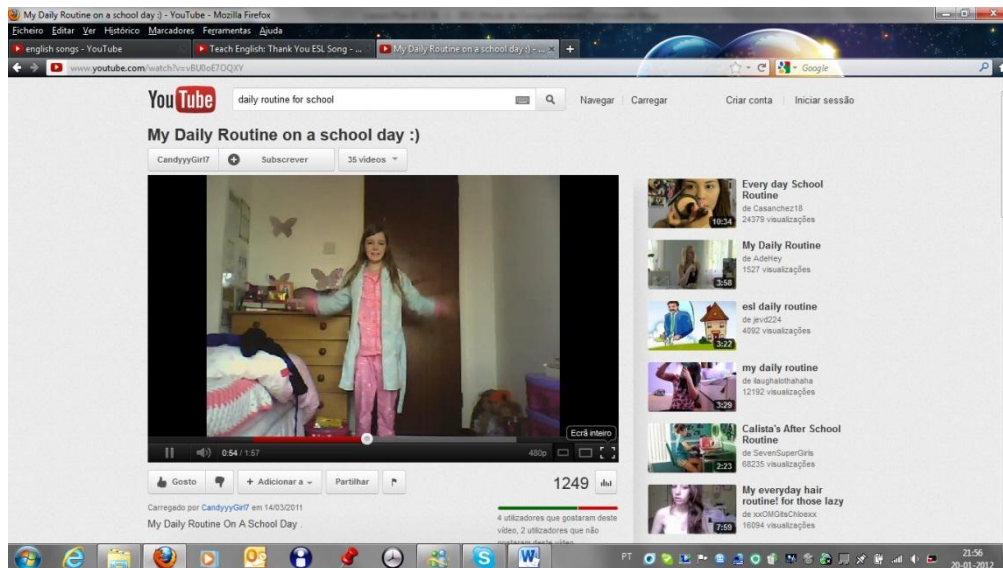 My Daily Routine on a school day :) - YouTube - Mozilla Firefox
Ficheiro Editar Ver Histórico Marcadores Ferramentas Ajuda
english songs - YouTube
Teach English: Thank You ESL Song - ...
My Daily Routine on a school day :) - ...
www.youtube.com/watch?v=vBU0oE7OQXY
Google
YouTube
daily routine for school
Navegar
Carregar
Criar conta
Iniciar sessão
My Daily Routine on a school day :)
CandyyyGirl7
Subscrever
35 vídeos
Ecrã inteiro
0:54 / 1:57
480p
Gosto
Adicionar a
Partilhar
1249
Carregado por CandyyyGirl7 em 14/03/2011
My Daily Routine On A School Day .
4 utilizadores que gostaram deste
vídeo, 2 utilizadores que não
gostaram deste vídeo
Every day School
Routine
de Casanchez18
24379 visualizações
10:34
My Daily Routine
de AdeHey
1527 visualizações
3:58
esl daily routine
de jevd224
4092 visualizações
3:22
my daily routine
de ilaughalothahaha
12192 visualizações
3:29
Calista's After School
Routine
de SevenSuperGirls
68235 visualizações
2:23
My everyday hair
routine! for those lazy
de xxOMGitsChloexx
16094 visualizações
7:59
PT
21:56
20-01-2012